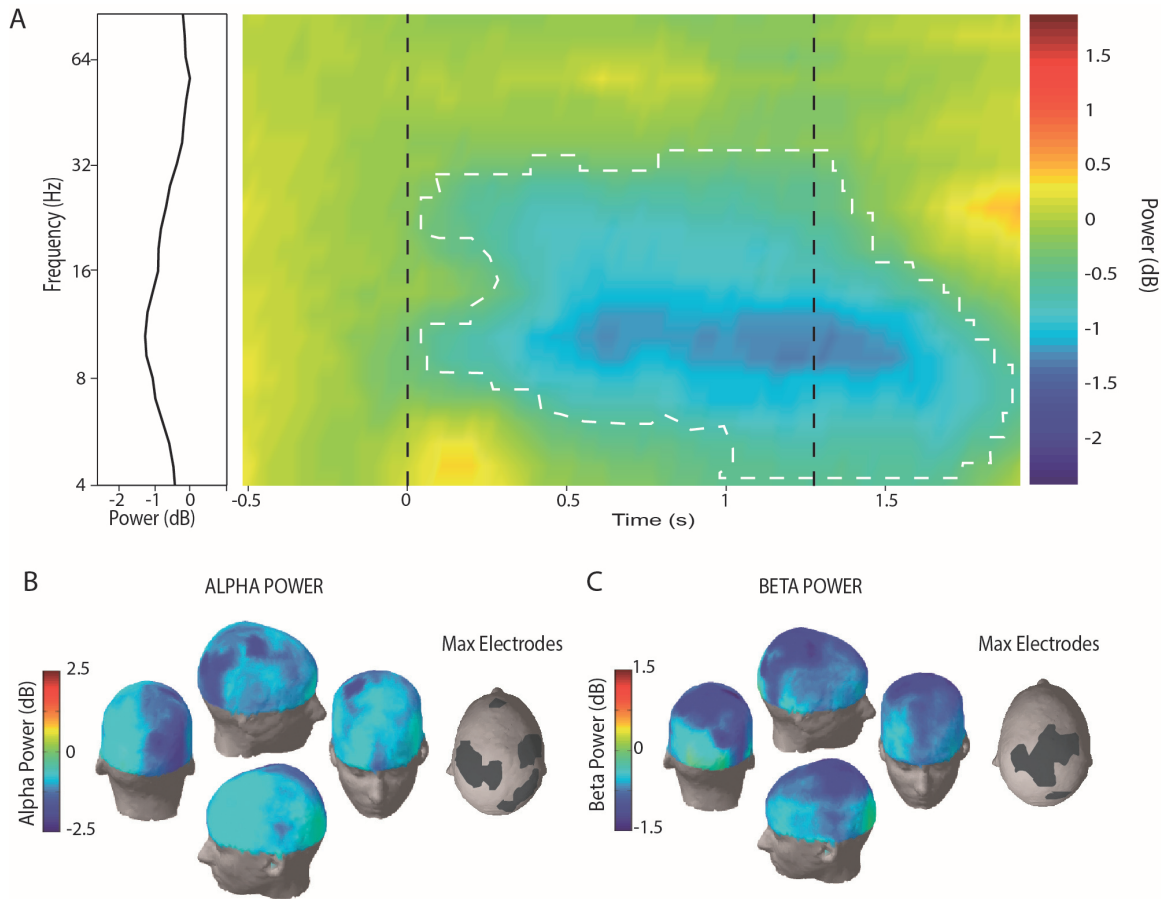 A
64
32
16
8
4
Frequency (Hz)
-2
-1
0
Power (dB)
-0.5
0
0.5
1
1.5
Time (s)
1.5
1
0.5
0
-0.5
-1
-1.5
-2
Power (dB)
B
ALPHA POWER
Max Electrodes
2.5
0
-2.5
Alpha Power (dB)
C
BETA POWER
Max Electrodes
1.5
0
-1.5
Beta Power (dB)